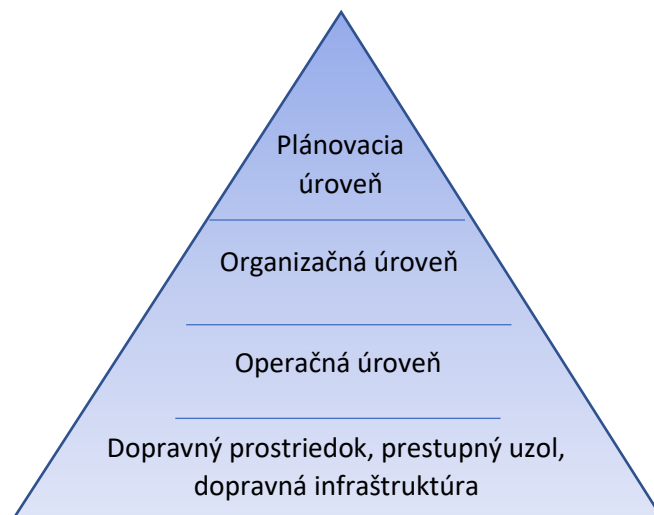 Plánovacia
úroveň
Organizačná úroveň
Operačná úroveň
Dopravný prostriedok, prestupný uzol,
dopravná infraštruktúra